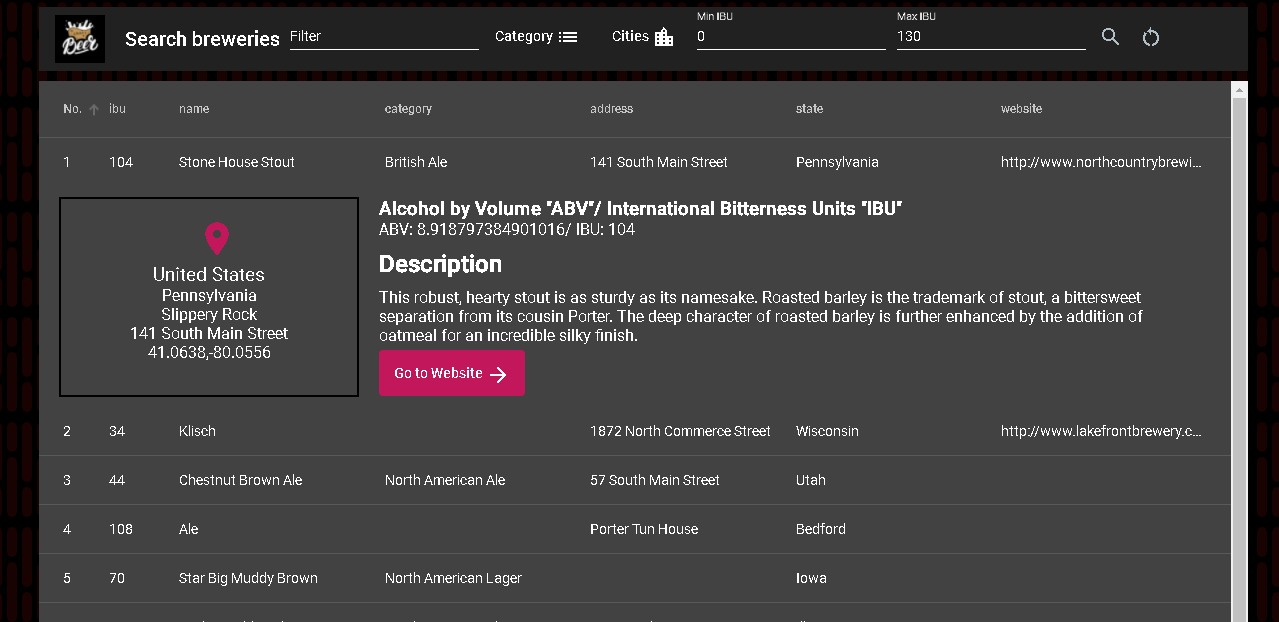 Beer
Search breweries
Filter
Category
Cities
Min IBU
0
Max IBU
130
No. ibu name category address state website
1 104 Stone House Stout British Ale 141 South Main Street Pennsylvania http://www.northcountrybrewi...
United States
Pennsylvania
Slippery Rock
141 South Main Street
41.0638,-80.0556
Alcohol by Volume "ABV"/ International Bitterness Units "IBU"
ABV: 8.918797384901016/ IBU: 104
Description
This robust, hearty stout is as sturdy as its namesake. Roasted barley is the trademark of stout, a bittersweet
separation from its cousin Porter. The deep character of roasted barley is further enhanced by the addition of
oatmeal for an incredible silky finish.
Go to Website
2 34 Klisch 1872 North Commerce Street Wisconsin http://www.lakefrontbrewery.c...
3 44 Chestnut Brown Ale North American Ale 57 South Main Street Utah
4 108 Ale Porter Tun House Bedford
5 70 Star Big Muddy Brown North American Lager Iowa